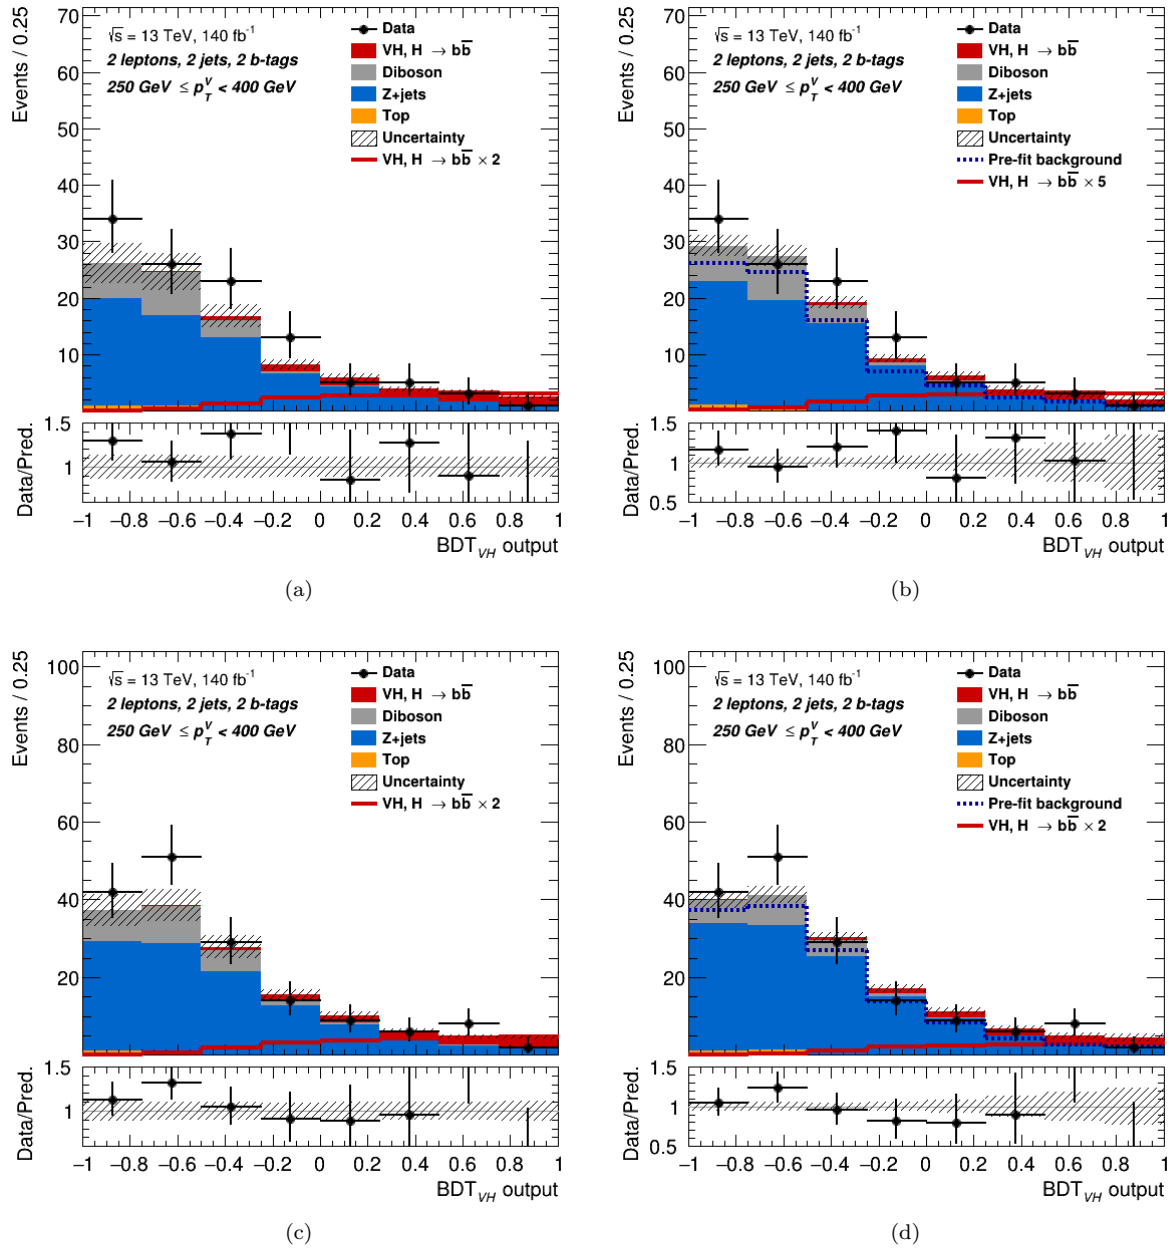 Events / 0.25
70
60
50
40
30
20
10
√s = 13 TeV, 140 fb⁻¹
2 leptons, 2 jets, 2 b-tags
250 GeV ≤ p_T^V < 400 GeV
Data
VH, H → bb̅
Diboson
Z+jets
Top
Uncertainty
VH, H → bb̅ × 2
Data/Pred.
1.5
1
−1 −0.8 −0.6 −0.4 −0.2 0 0.2 0.4 0.6 0.8 1
BDT_VH output
(a)
Events / 0.25
70
60
50
40
30
20
10
√s = 13 TeV, 140 fb⁻¹
2 leptons, 2 jets, 2 b-tags
250 GeV ≤ p_T^V < 400 GeV
Data
VH, H → bb̅
Diboson
Z+jets
Top
Uncertainty
Pre-fit background
VH, H → bb̅ × 5
Data/Pred.
1.5
1
0.5
−1 −0.8 −0.6 −0.4 −0.2 0 0.2 0.4 0.6 0.8 1
BDT_VH output
(b)
Events / 0.25
100
80
60
40
20
√s = 13 TeV, 140 fb⁻¹
2 leptons, 2 jets, 2 b-tags
250 GeV ≤ p_T^V < 400 GeV
Data
VH, H → bb̅
Diboson
Z+jets
Top
Uncertainty
VH, H → bb̅ × 2
Data/Pred.
1.5
1
−1 −0.8 −0.6 −0.4 −0.2 0 0.2 0.4 0.6 0.8 1
BDT_VH output
(c)
Events / 0.25
100
80
60
40
20
√s = 13 TeV, 140 fb⁻¹
2 leptons, 2 jets, 2 b-tags
250 GeV ≤ p_T^V < 400 GeV
Data
VH, H → bb̅
Diboson
Z+jets
Top
Uncertainty
Pre-fit background
VH, H → bb̅ × 2
Data/Pred.
1.5
1
0.5
−1 −0.8 −0.6 −0.4 −0.2 0 0.2 0.4 0.6 0.8 1
BDT_VH output
(d)